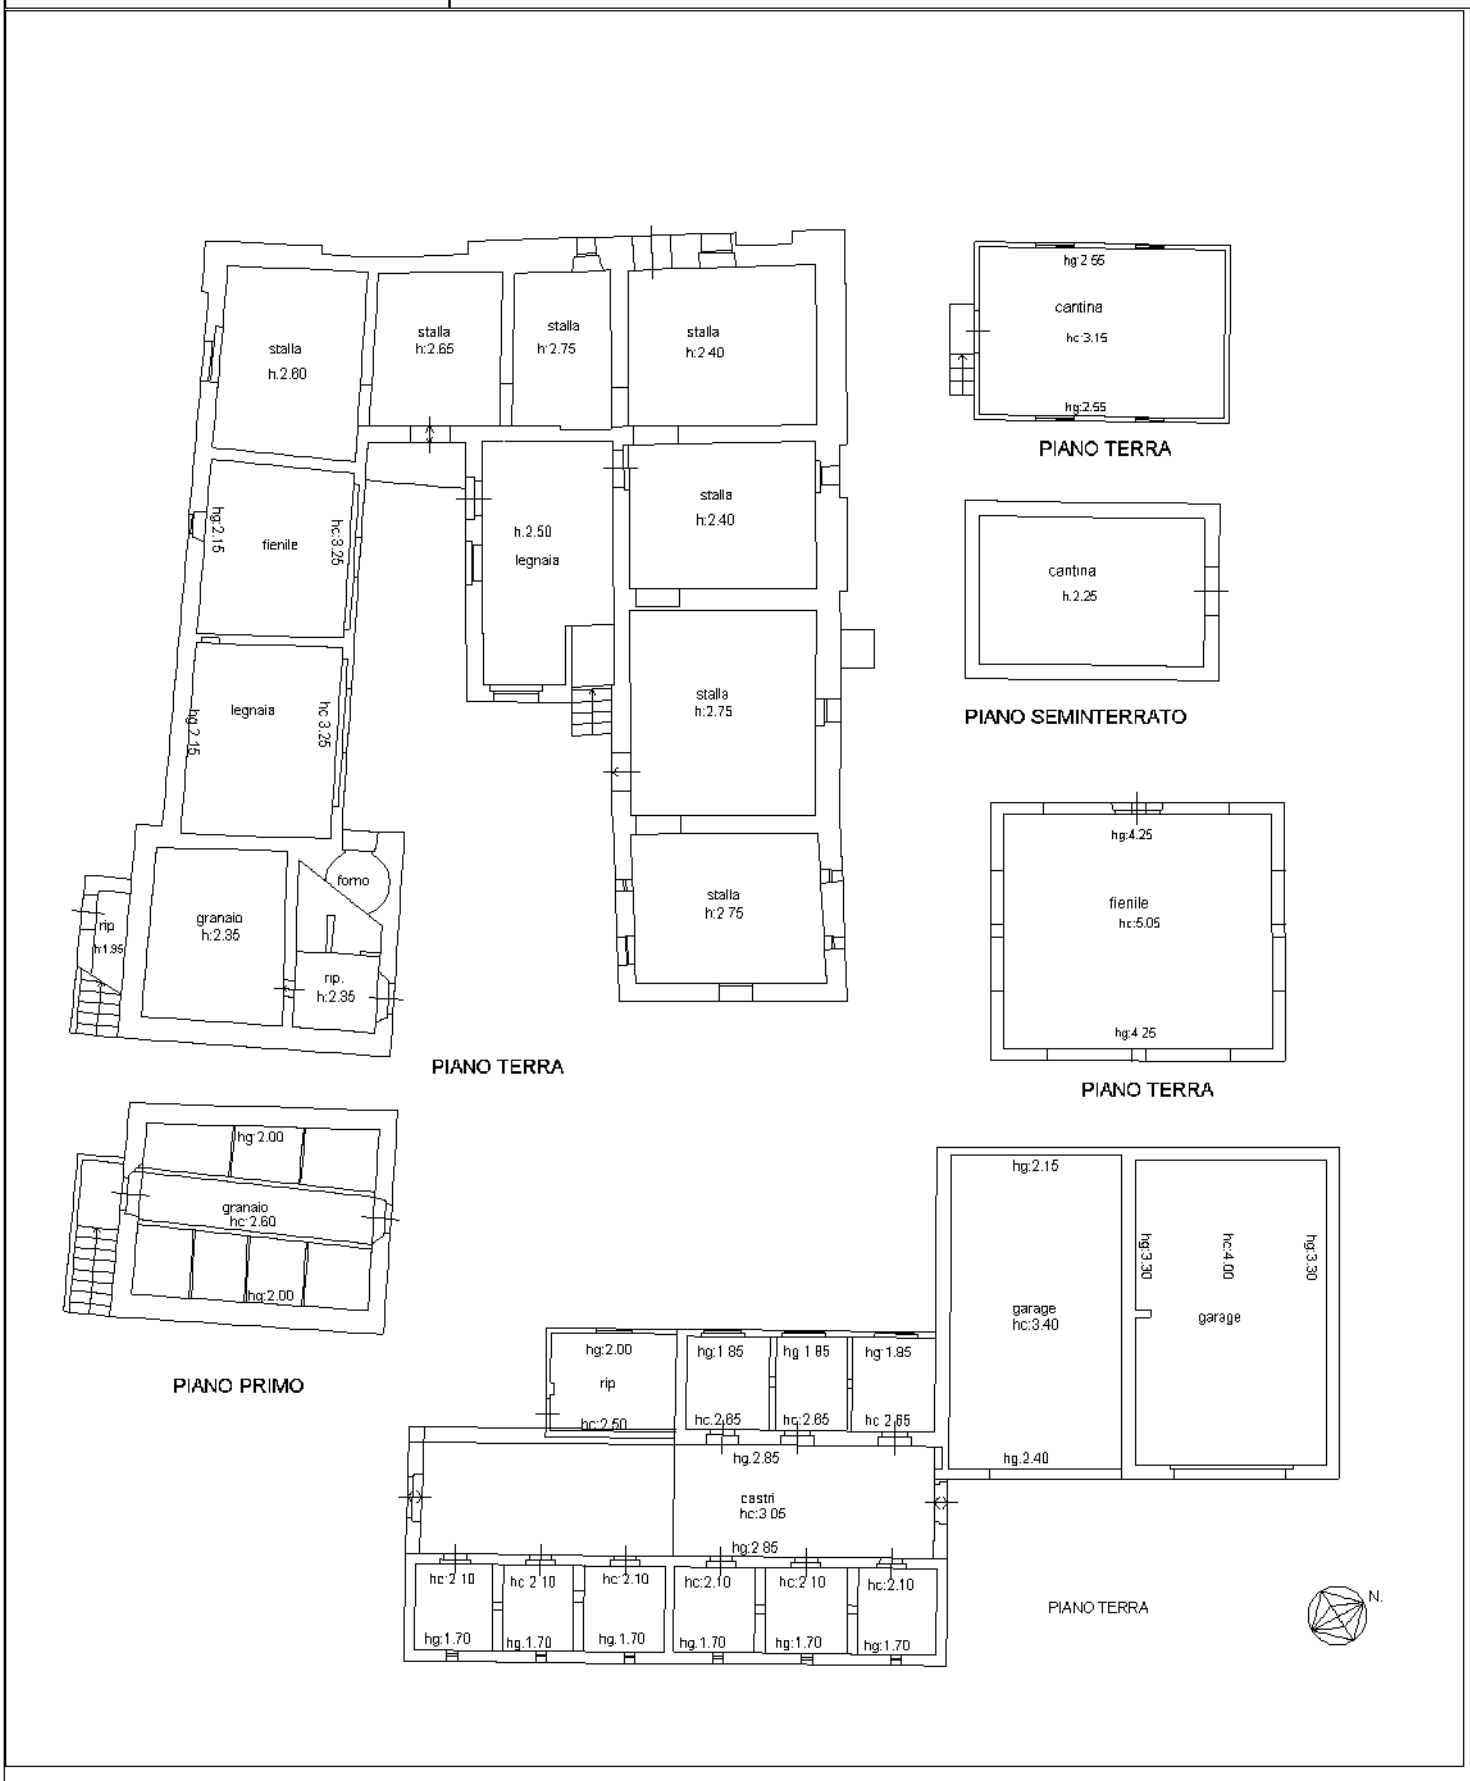 stalla
h:2.60
stalla
h:2.65
stalla
h:2.75
stalla
h:2.40
hg:2.15
fienile
hc:3.25
h.2.50
legnaia
stalla
h:2.40
legnaia
hg:2.15
hc:3.25
stalla
h:2.75
forno
granaio
h:2.35
rip
h:1.95
rip.
h:2.35
stalla
h:2.75
PIANO TERRA
hg:2.55
cantina
hc:3.15
hg:2.55
PIANO TERRA
cantina
h.2.25
PIANO SEMINTERRATO
hg:4.25
fienile
hc:5.05
hg:4.25
PIANO TERRA
hg:2.00
granaio
hc:2.60
hg:2.00
PIANO PRIMO
hg:2.15
garage
hc:3.40
hg.2.40
hg:3.30
hc:4.00
hg:3.30
garage
hg:2.00
rip
hc:2.50
hg:1.85
hc.2.65
hg:1.85
hc:2.65
hg:1.95
hc:2.65
hg.2.85
castri
hc:3.05
hg:2.85
hc:2.10
hc:2.10
hc:2.10
hc:2.10
hc:2.10
hc:2.10
hg:1.70
hg.1.70
hg:1.70
hg.1.70
hg:1.70
hg:1.70
PIANO TERRA
N.